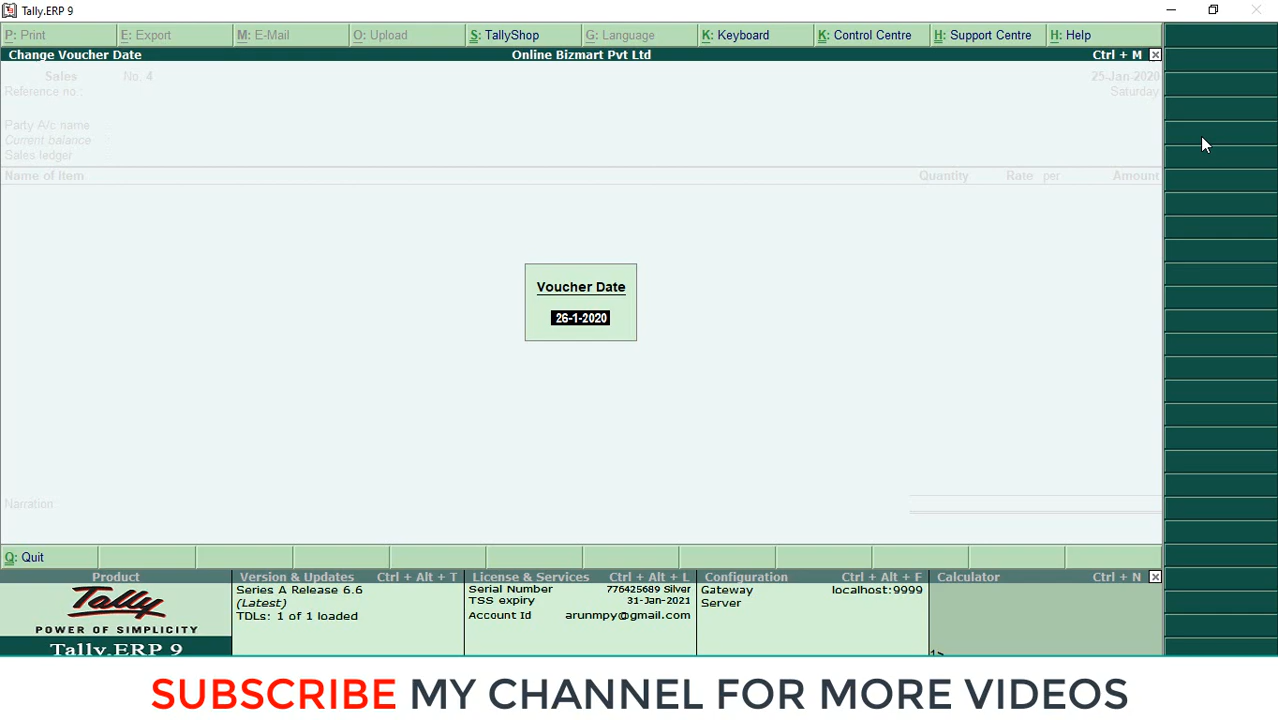 Tally.ERP 9
P: Print E: Export M: E-Mail O: Upload S: TallyShop G: Language K: Keyboard K: Control Centre H: Support Centre H: Help
Change Voucher Date Online Bizmart Pvt Ltd Ctrl + M
Sales No. 4 25-Jan-2020
Reference no.: Saturday
Party A/c name :
Current balance :
Sales ledger :
Name of Item Quantity Rate per Amount
Voucher Date
26-1-2020
Narration:
Q: Quit
Product Version & Updates Ctrl + Alt + T License & Services Ctrl + Alt + L Configuration Ctrl + Alt + F Calculator Ctrl + N
Tally
POWER OF SIMPLICITY
Tally.ERP 9
Series A Release 6.6
(Latest)
TDLs: 1 of 1 loaded
Serial Number 776425689 Silver
TSS expiry 31-Jan-2021
Account Id arunmpy@gmail.com
Gateway localhost:9999
Server
1>
SUBSCRIBE MY CHANNEL FOR MORE VIDEOS